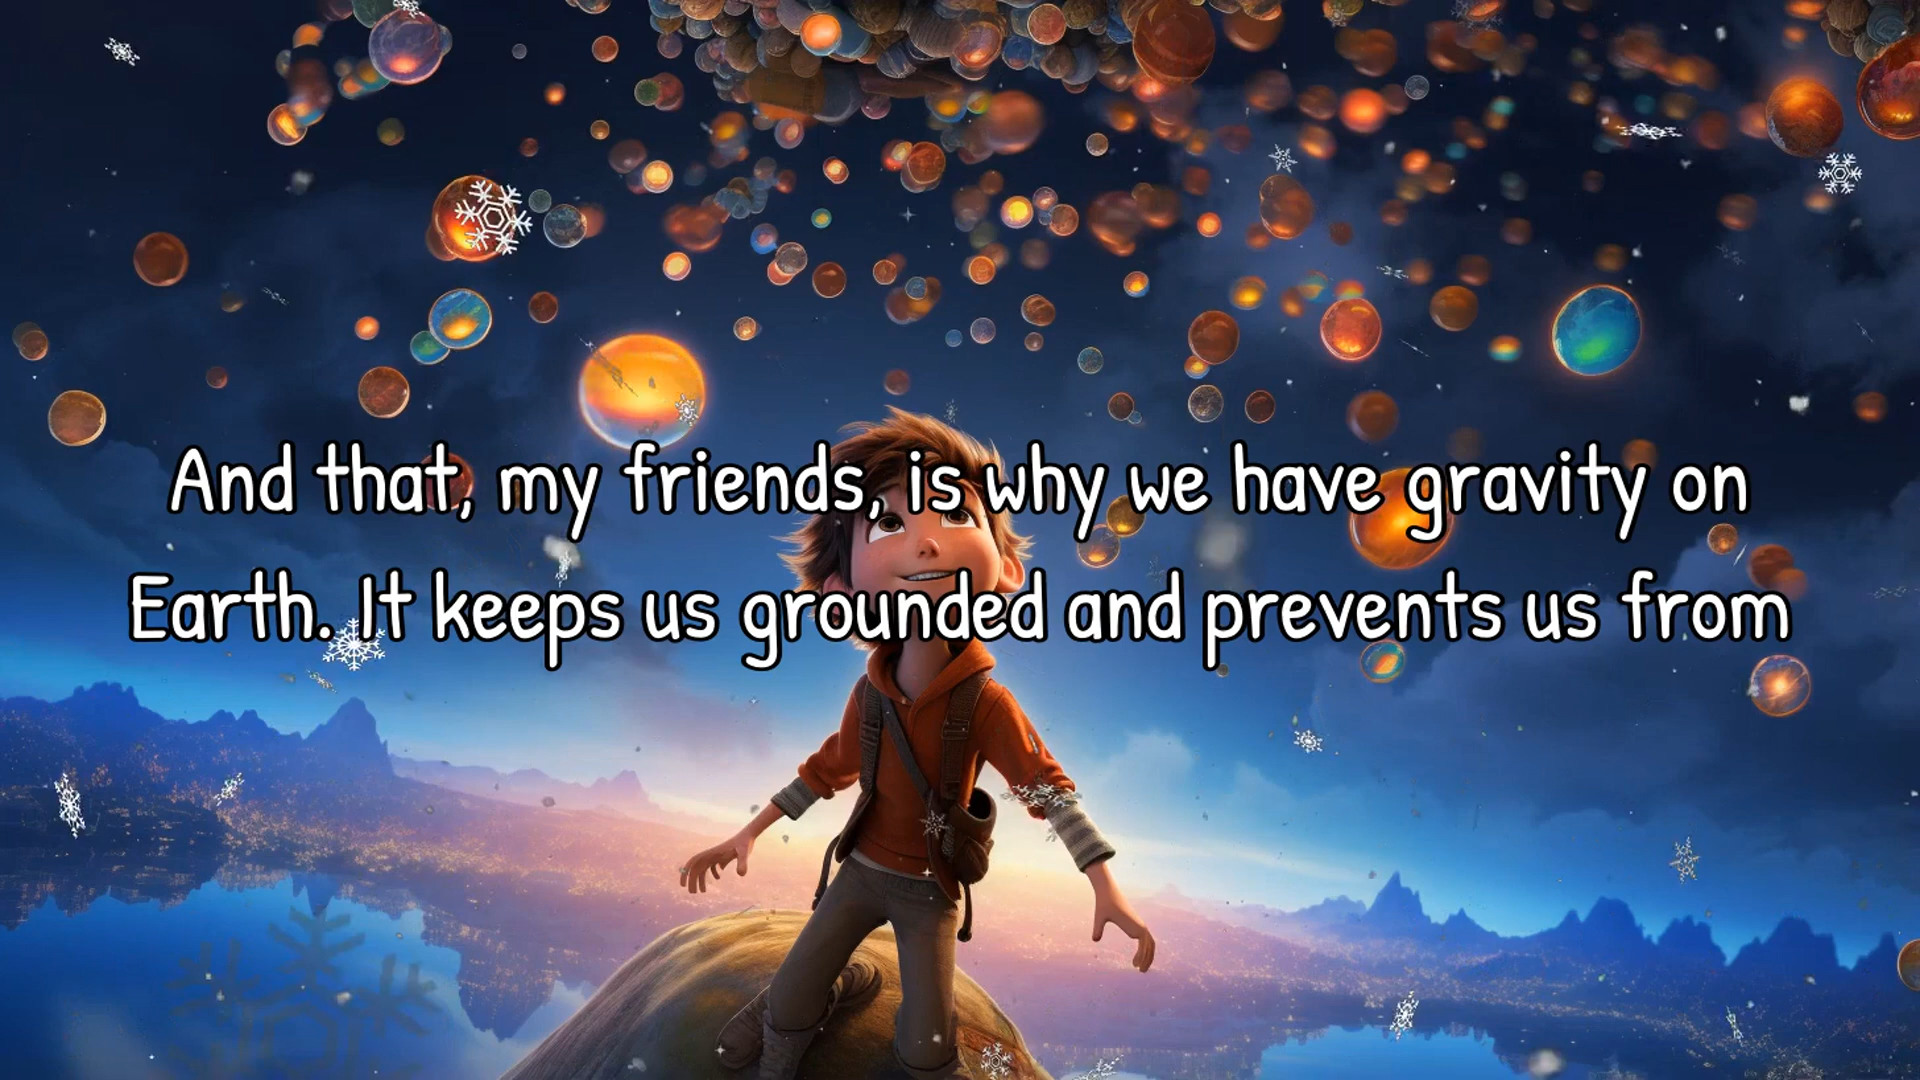 And that, my friends, is why we have gravity on
Earth. It keeps us grounded and prevents us from